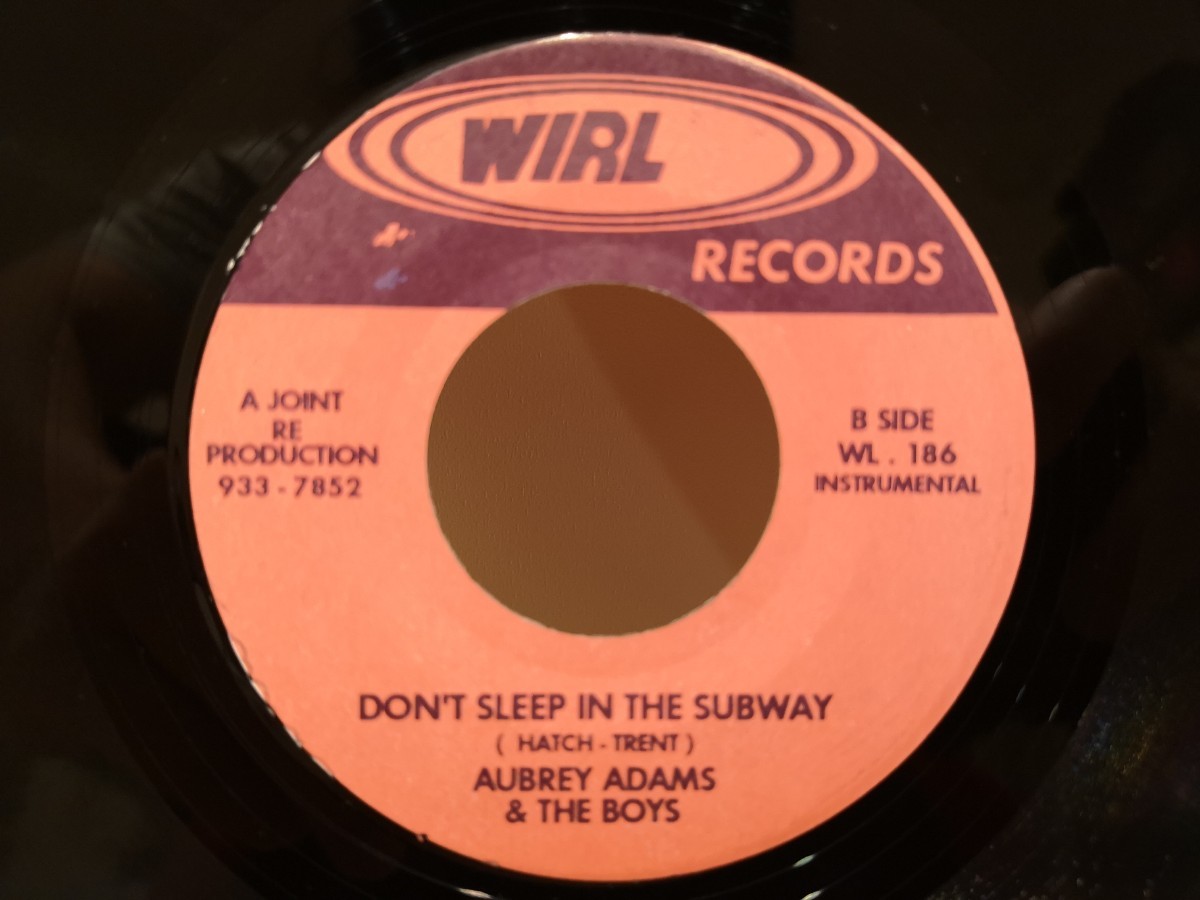 WIRL
RECORDS
A JOINT
RE
PRODUCTION
933 - 7852
B SIDE
WL . 186
INSTRUMENTAL
DON'T SLEEP IN THE SUBWAY
( HATCH - TRENT )
AUBREY ADAMS
& THE BOYS